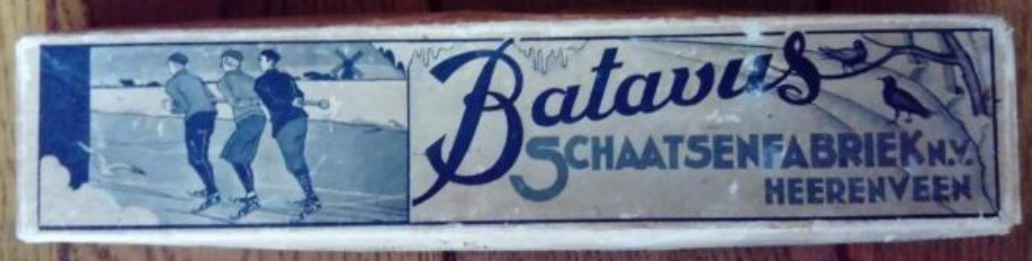 Batavus
SCHAATSENFABRIEK N.V.
HEERENVEEN